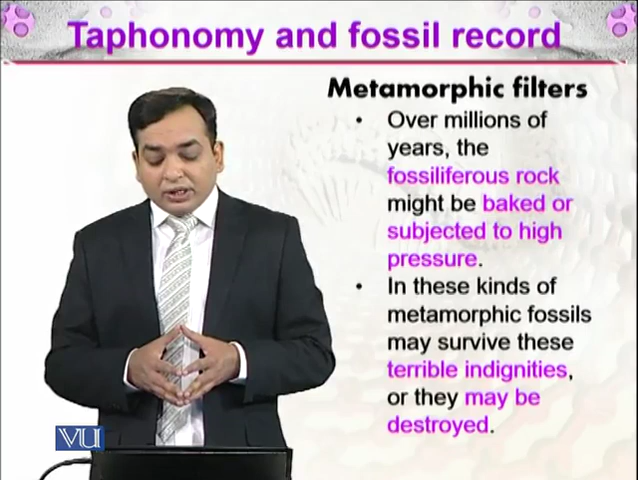 Taphonomy and fossil record
Metamorphic filters
• Over millions of
years, the
fossiliferous rock
might be baked or
subjected to high
pressure.
• In these kinds of
metamorphic fossils
may survive these
terrible indignities,
or they may be
destroyed.
VU